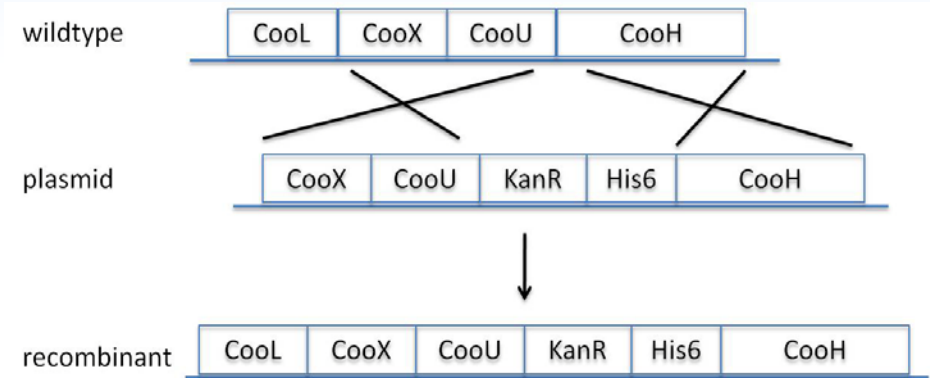 wildtype CooL CooX CooU CooH
plasmid CooX CooU KanR His6 CooH
recombinant CooL CooX CooU KanR His6 CooH